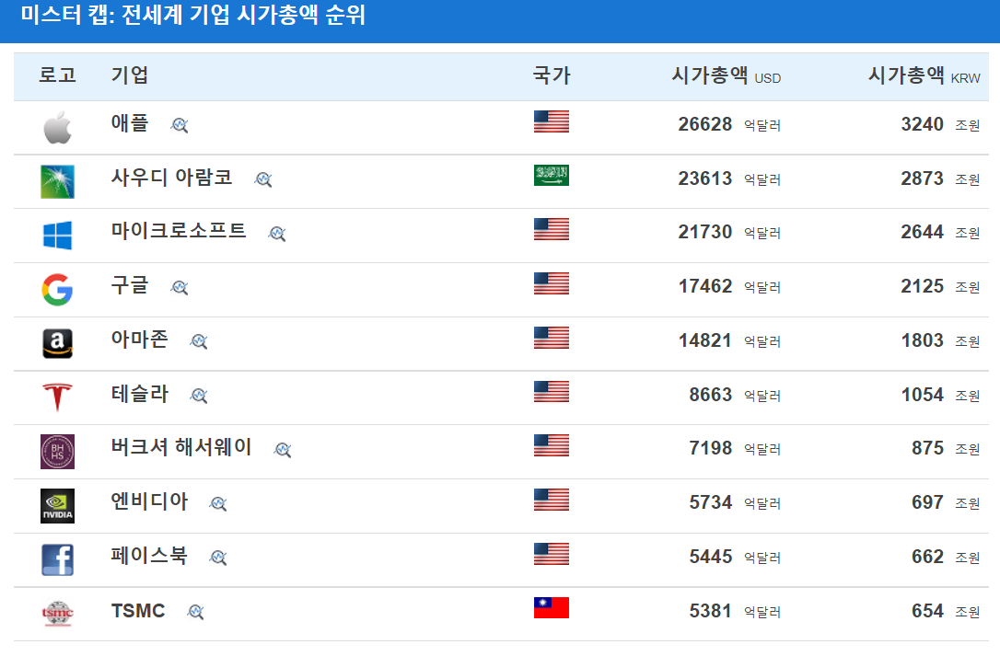 미스터 캡: 전세계 기업 시가총액 순위
로고 기업 국가 시가총액 USD 시가총액 KRW
애플 26628 억달러 3240 조원
사우디 아람코 23613 억달러 2873 조원
마이크로소프트 21730 억달러 2644 조원
구글 17462 억달러 2125 조원
a 아마존 14821 억달러 1803 조원
테슬라 8663 억달러 1054 조원
BH HS 버크셔 해서웨이 7198 억달러 875 조원
NVIDIA 엔비디아 5734 억달러 697 조원
f 페이스북 5445 억달러 662 조원
tsmc TSMC 5381 억달러 654 조원